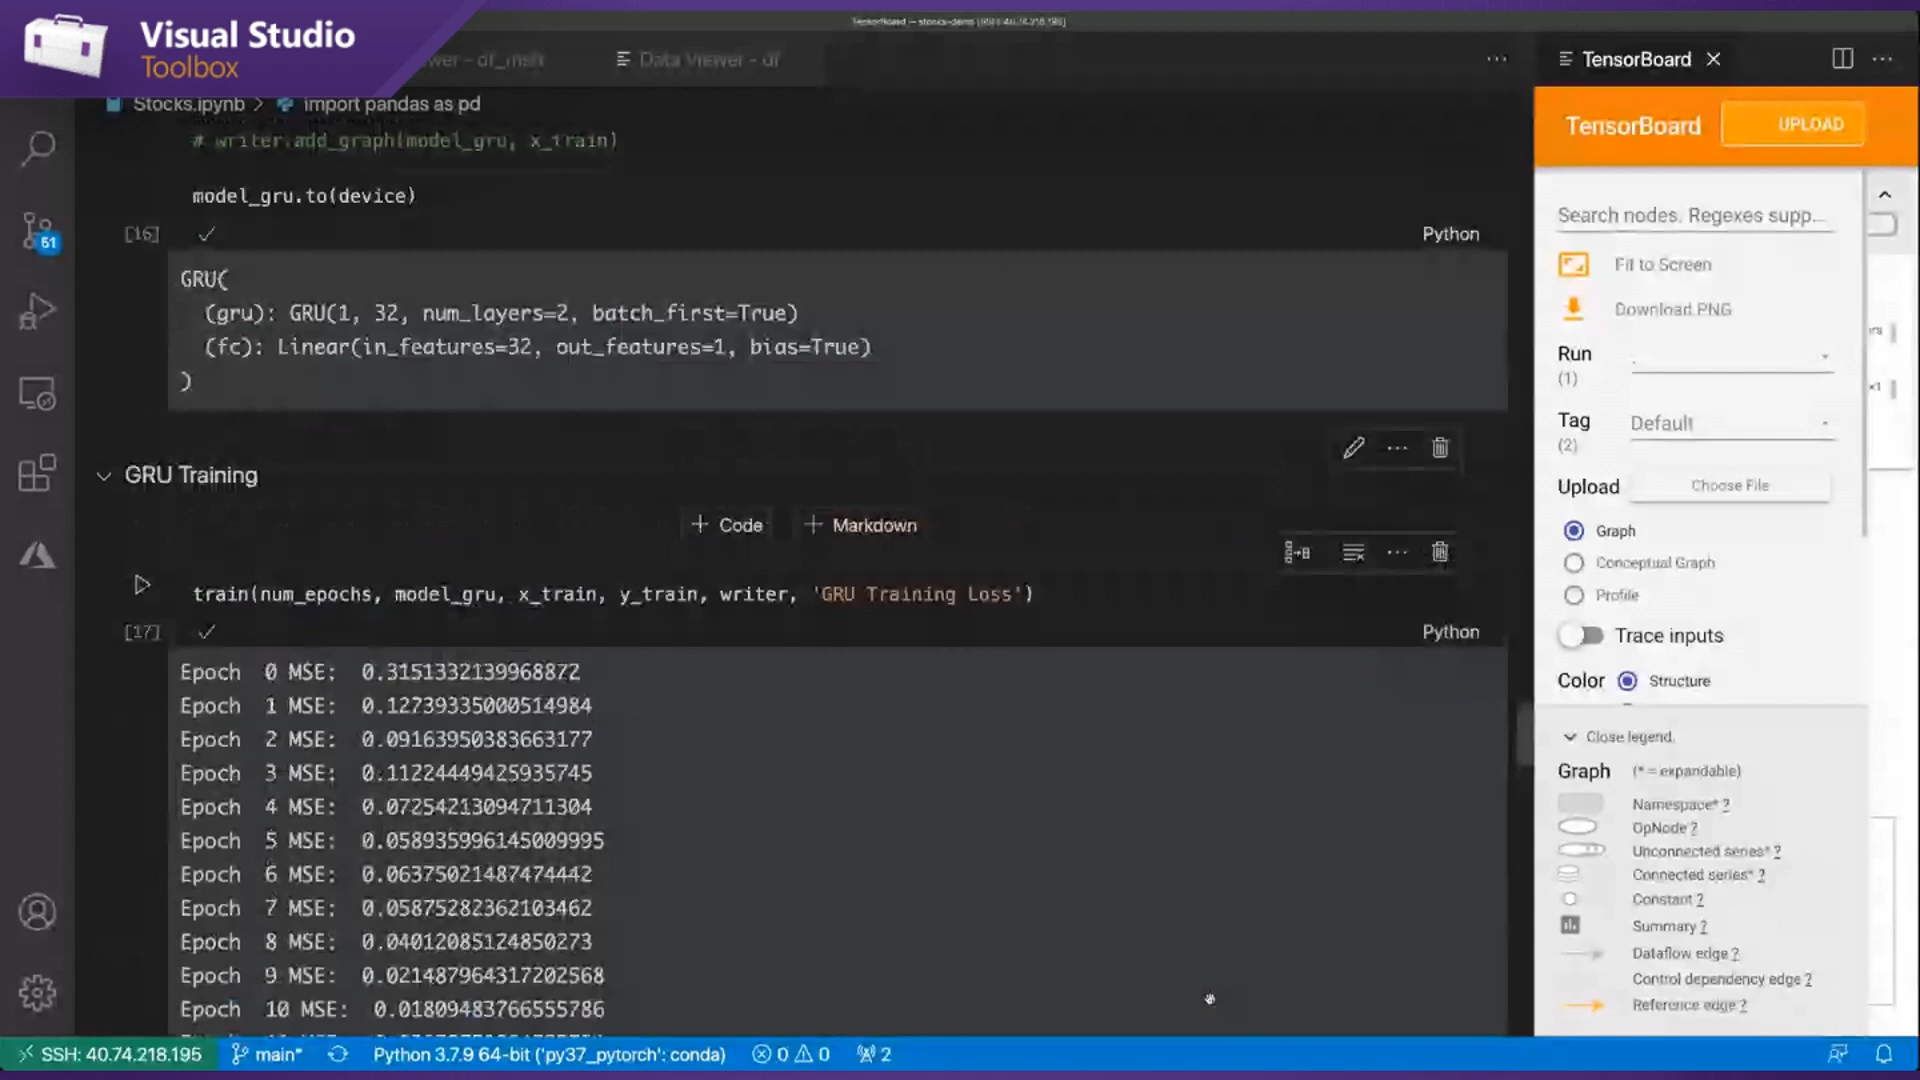 Visual Studio
Toolbox
TensorBoard — stocks-demo [SSH: 40.74.218.195]
Data Viewer - df
TensorBoard
Stocks.ipynb > import pandas as pd
# writer.add_graph(model_gru, x_train)
model_gru.to(device)
[16]
Python
GRU(
(gru): GRU(1, 32, num_layers=2, batch_first=True)
(fc): Linear(in_features=32, out_features=1, bias=True)
)
GRU Training
+ Code
+ Markdown
train(num_epochs, model_gru, x_train, y_train, writer, 'GRU Training Loss')
[17]
Python
Epoch 0 MSE: 0.3151332139968872
Epoch 1 MSE: 0.12739335000514984
Epoch 2 MSE: 0.09163950383663177
Epoch 3 MSE: 0.11224449425935745
Epoch 4 MSE: 0.07254213094711304
Epoch 5 MSE: 0.058935996145009995
Epoch 6 MSE: 0.06375021487474442
Epoch 7 MSE: 0.05875282362103462
Epoch 8 MSE: 0.04012085124850273
Epoch 9 MSE: 0.021487964317202568
Epoch 10 MSE: 0.01809483766555786
TensorBoard
UPLOAD
Search nodes. Regexes supp...
Fit to Screen
Download PNG
Run
(1)
.
Tag
(2)
Default
Upload
Choose File
Graph
Conceptual Graph
Profile
Trace inputs
Color
Structure
Close legend.
Graph
(* = expandable)
Namespace* ?
OpNode ?
Unconnected series* ?
Connected series* ?
Constant ?
Summary ?
Dataflow edge ?
Control dependency edge ?
Reference edge ?
51
SSH: 40.74.218.195
main*
Python 3.7.9 64-bit ('py37_pytorch': conda)
0
0
2